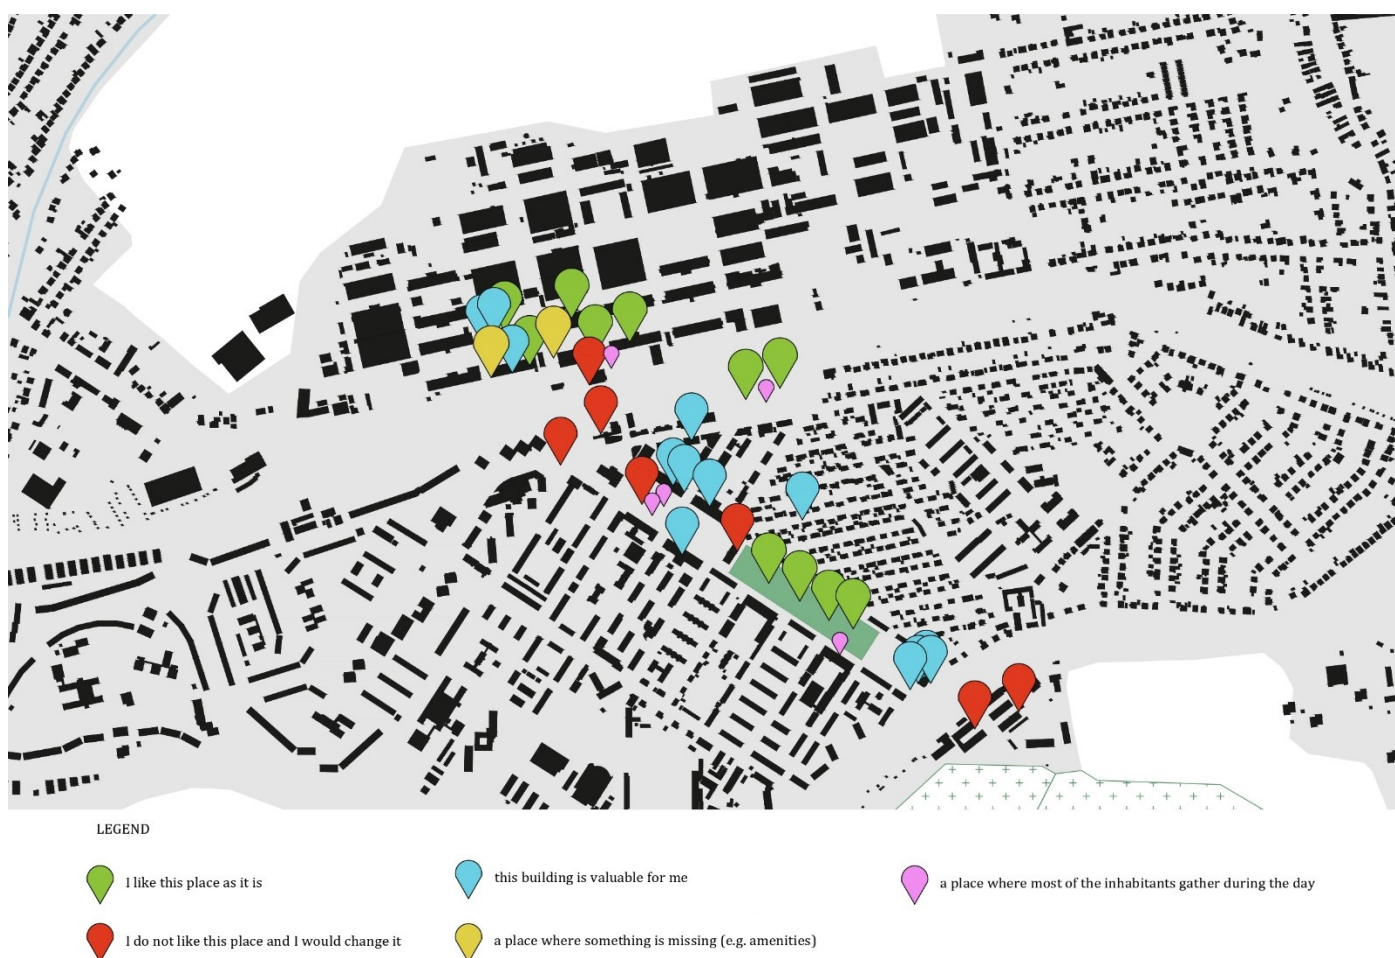 LEGEND
I like this place as it is
this building is valuable for me
a place where most of the inhabitants gather during the day
I do not like this place and I would change it
a place where something is missing (e.g. amenities)